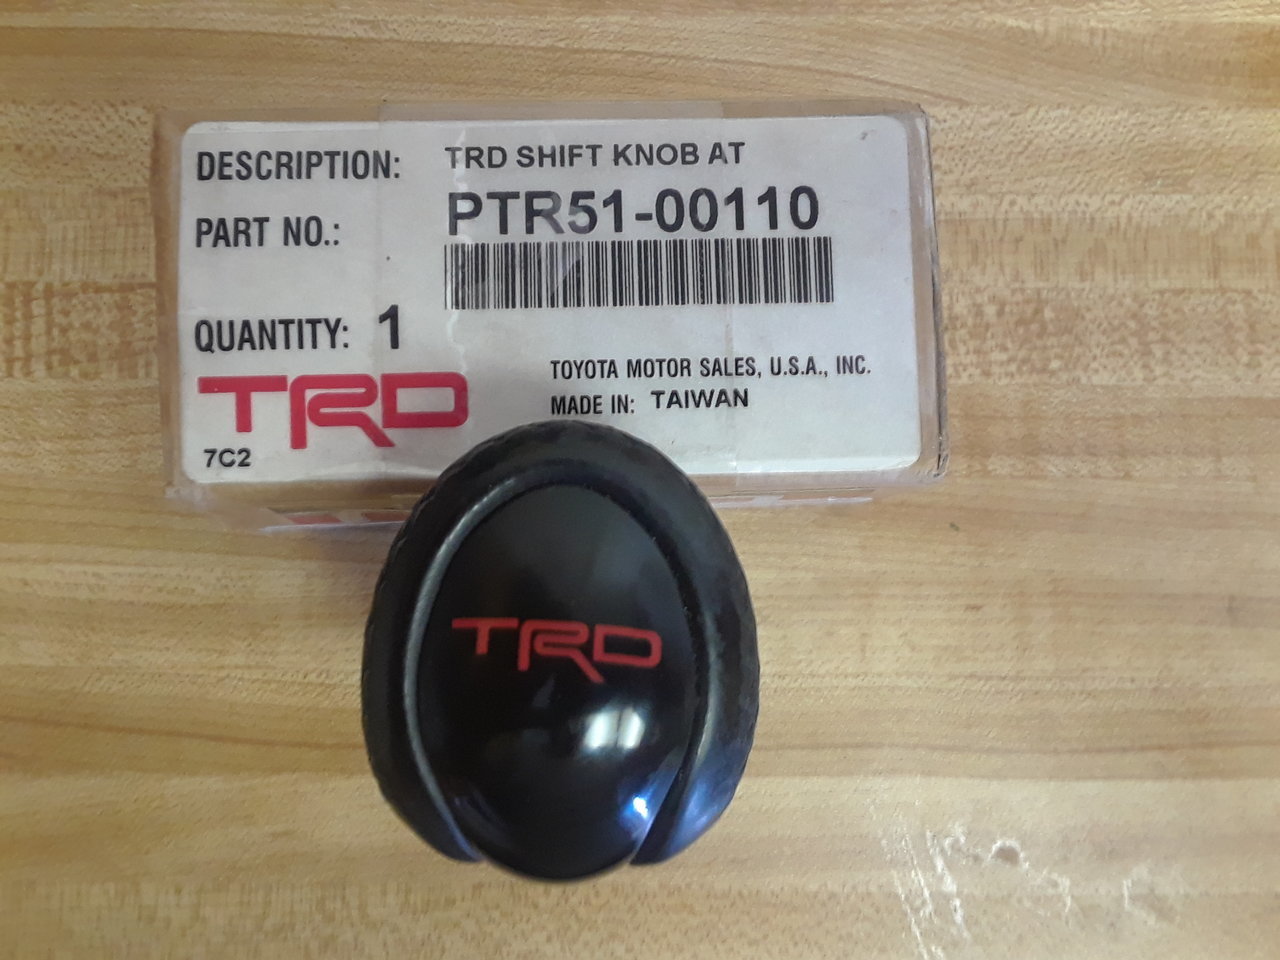 DESCRIPTION: TRD SHIFT KNOB AT
PART NO.: PTR51-00110
QUANTITY: 1
TOYOTA MOTOR SALES, U.S.A., INC.
MADE IN: TAIWAN
TRD
7C2
TRD